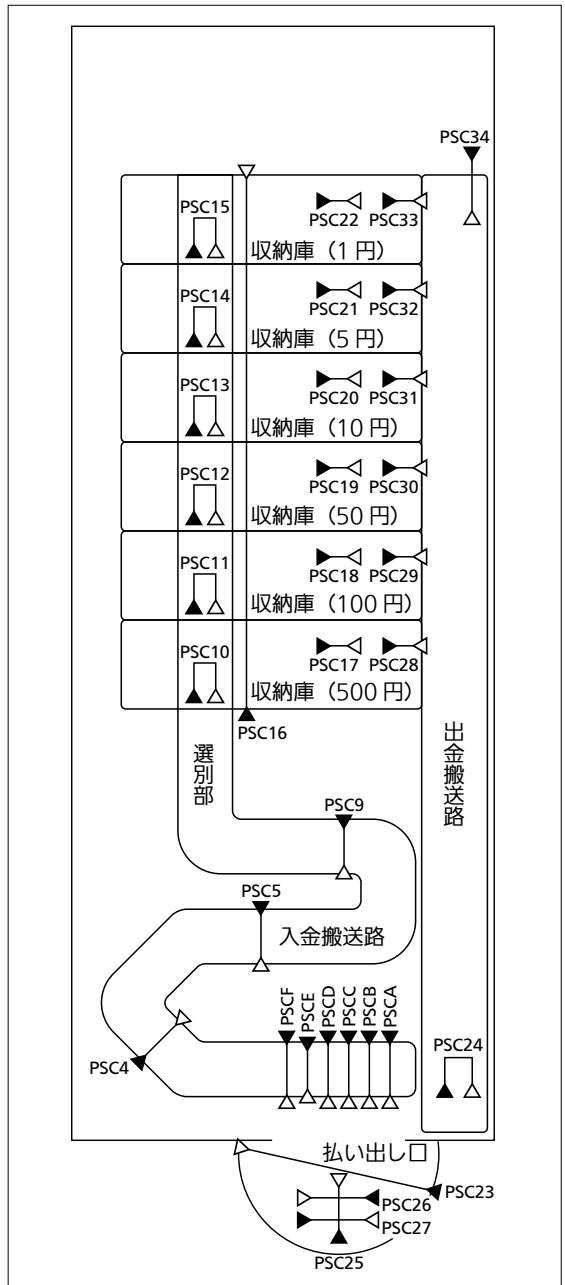 PSC34
PSC15
PSC22 PSC33
収納庫（1 円）
PSC14
PSC21 PSC32
収納庫（5 円）
PSC13
PSC20 PSC31
収納庫（10 円）
PSC12
PSC19 PSC30
収納庫（50 円）
PSC11
PSC18 PSC29
収納庫（100 円）
PSC10
PSC17 PSC28
収納庫（500 円）
PSC16
選別部
出金搬送路
PSC9
PSC5
入金搬送路
PSCF
PSCE
PSCD
PSCC
PSCB
PSCA
PSC4
PSC24
払い出し口
PSC23
PSC26
PSC27
PSC25